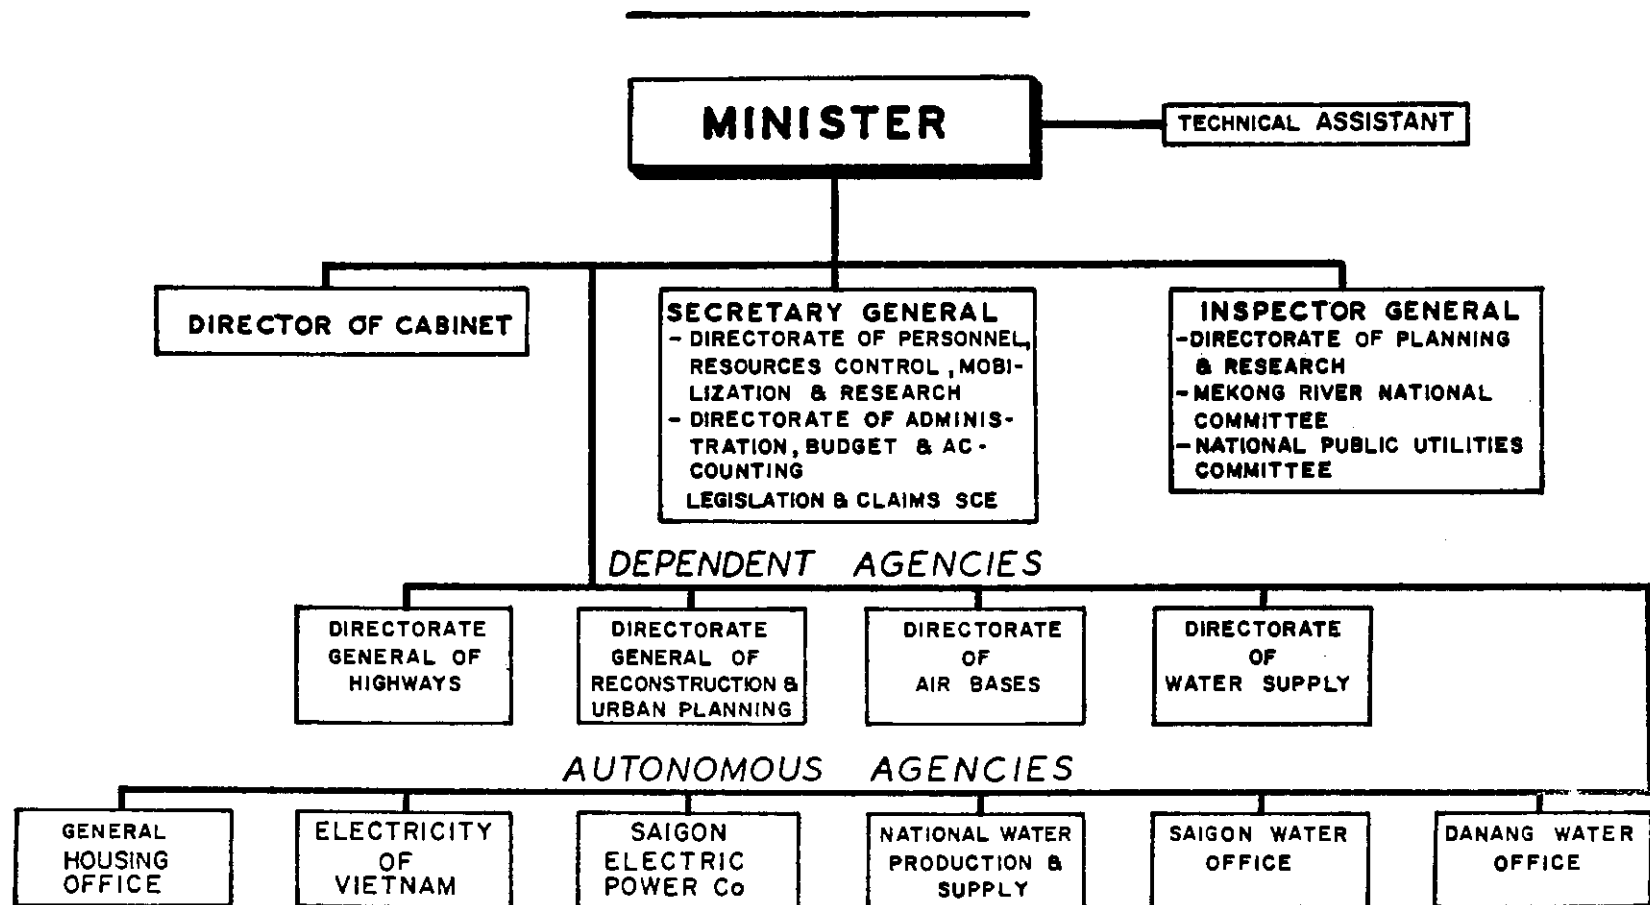 MINISTER
TECHNICAL ASSISTANT
DIRECTOR OF CABINET
SECRETARY GENERAL
- DIRECTORATE OF PERSONNEL,
RESOURCES CONTROL, MOBI-
LIZATION & RESEARCH
- DIRECTORATE OF ADMINIS-
TRATION, BUDGET & AC-
COUNTING
LEGISLATION & CLAIMS SCE
INSPECTOR GENERAL
- DIRECTORATE OF PLANNING
& RESEARCH
- MEKONG RIVER NATIONAL
COMMITTEE
- NATIONAL PUBLIC UTILITIES
COMMITTEE
DEPENDENT AGENCIES
DIRECTORATE
GENERAL OF
HIGHWAYS
DIRECTORATE
GENERAL OF
RECONSTRUCTION &
URBAN PLANNING
DIRECTORATE
OF
AIR BASES
DIRECTORATE
OF
WATER SUPPLY
AUTONOMOUS AGENCIES
GENERAL
HOUSING
OFFICE
ELECTRICITY
OF
VIETNAM
SAIGON
ELECTRIC
POWER Co
NATIONAL WATER
PRODUCTION &
SUPPLY
SAIGON WATER
OFFICE
DANANG WATER
OFFICE